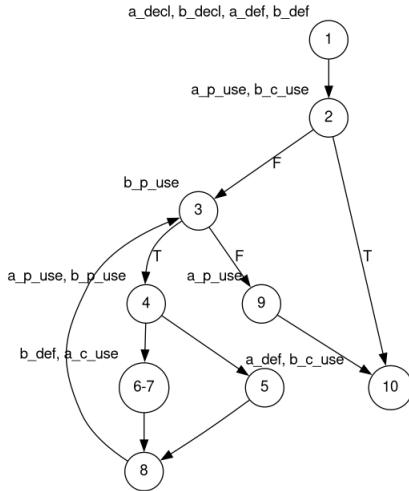 a_decl, b_decl, a_def, b_def
1
a_p_use, b_c_use
2
F
b_p_use
3
T
F
T
a_p_use, b_p_use
a_p_use
4
9
b_def, a_c_use
a_def, b_c_use
6-7
5
10
8